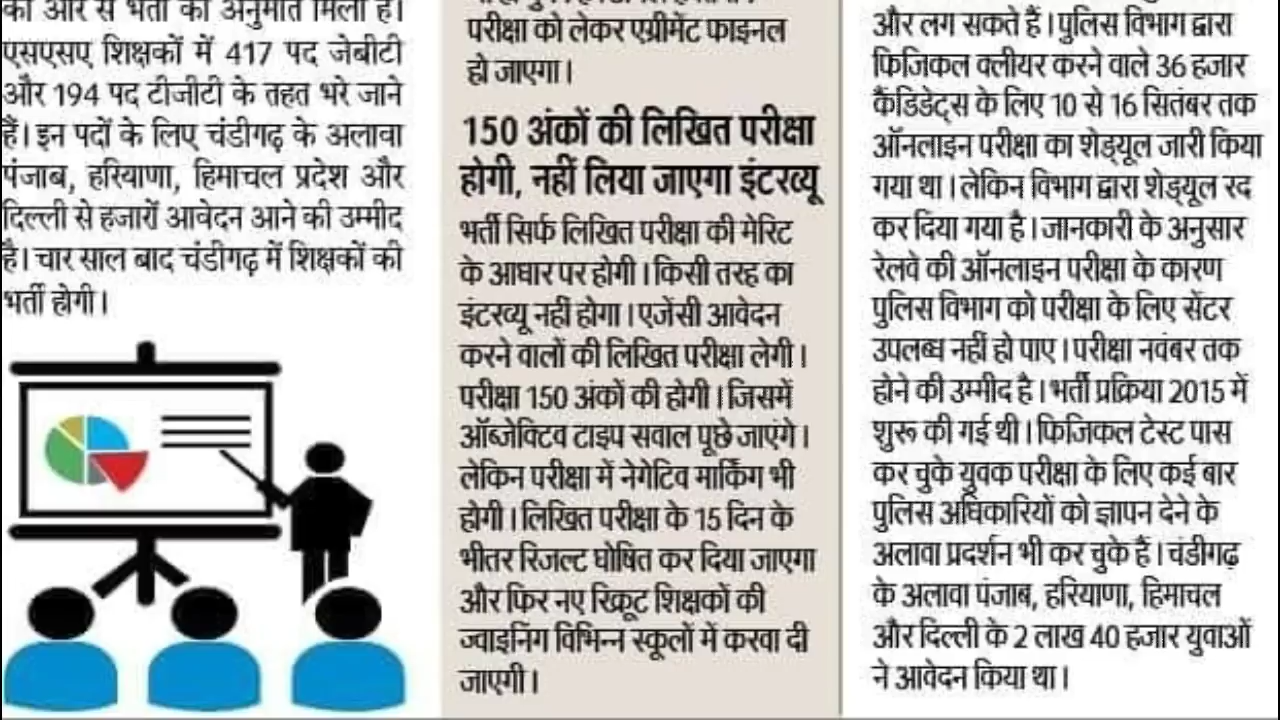 की ओर से भर्ती की अनुमति मिली है।
एसएसए शिक्षकों में 417 पद जेबीटी
और 194 पद टीजीटी के तहत भरे जाने
हैं। इन पदों के लिए चंडीगढ़ के अलावा
पंजाब, हरियाणा, हिमाचल प्रदेश और
दिल्ली से हजारों आवेदन आने की उम्मीद
है। चार साल बाद चंडीगढ़ में शिक्षकों की
भर्ती होगी।
परीक्षा को लेकर एग्रीमेंट फाइनल
हो जाएगा।
150 अंकों की लिखित परीक्षा
होगी, नहीं लिया जाएगा इंटरव्यू
भर्ती सिर्फ लिखित परीक्षा की मेरिट
के आधार पर होगी। किसी तरह का
इंटरव्यू नहीं होगा। एजेंसी आवेदन
करने वालों की लिखित परीक्षा लेगी।
परीक्षा 150 अंकों की होगी। जिसमें
ऑब्जेक्टिव टाइप सवाल पूछे जाएंगे।
लेकिन परीक्षा में नेगेटिव मार्किंग भी
होगी। लिखित परीक्षा के 15 दिन के
भीतर रिजल्ट घोषित कर दिया जाएगा
और फिर नए रिक्रूट शिक्षकों की
ज्वाइनिंग विभिन्न स्कूलों में करवा दी
जाएगी।
और लग सकते हैं। पुलिस विभाग द्वारा
फिजिकल क्लीयर करने वाले 36 हजार
कैंडिडेट्स के लिए 10 से 16 सितंबर तक
ऑनलाइन परीक्षा का शेड्यूल जारी किया
गया था। लेकिन विभाग द्वारा शेड्यूल रद
कर दिया गया है। जानकारी के अनुसार
रेलवे की ऑनलाइन परीक्षा के कारण
पुलिस विभाग को परीक्षा के लिए सेंटर
उपलब्ध नहीं हो पाए। परीक्षा नवंबर तक
होने की उम्मीद है। भर्ती प्रक्रिया 2015 में
शुरू की गई थी। फिजिकल टेस्ट पास
कर चुके युवक परीक्षा के लिए कई बार
पुलिस अधिकारियों को ज्ञापन देने के
अलावा प्रदर्शन भी कर चुके हैं। चंडीगढ़
के अलावा पंजाब, हरियाणा, हिमाचल
और दिल्ली के 2 लाख 40 हजार युवाओं
ने आवेदन किया था।